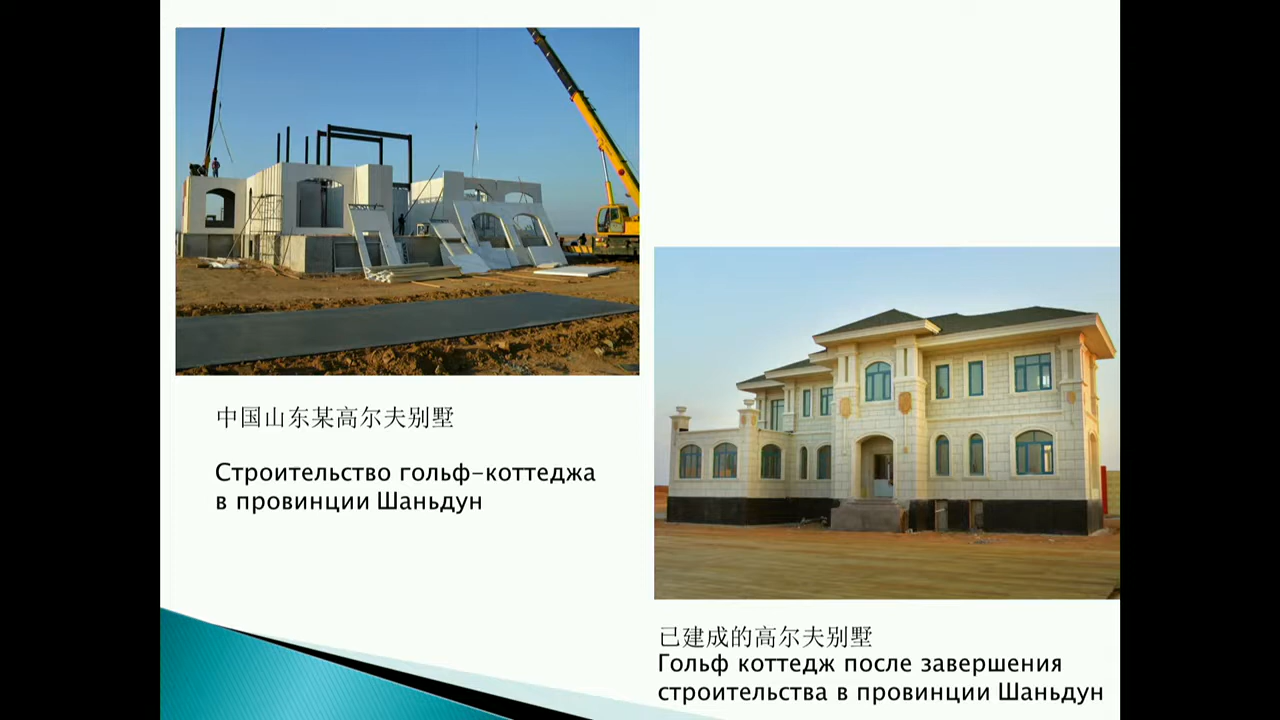 中国山东某高尔夫别墅
Строительство гольф-коттеджа
в провинции Шаньдун
已建成的高尔夫别墅
Гольф коттедж после завершения
строительства в провинции Шаньдун